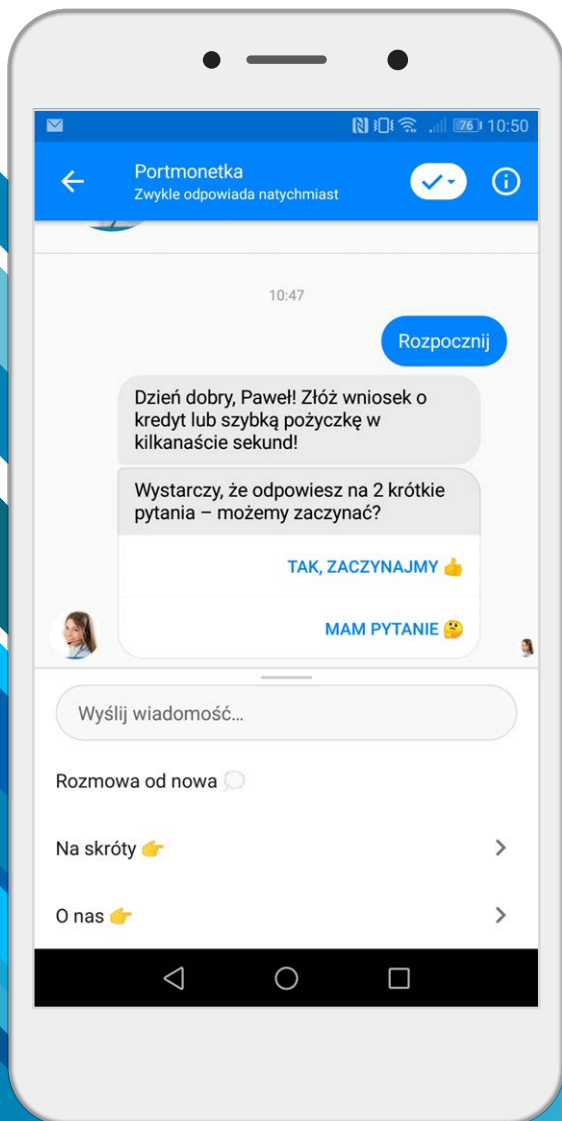 76 10:50
Portmonetka
Zwykle odpowiada natychmiast
10:47
Rozpocznij
Dzień dobry, Paweł! Złóż wniosek o
kredyt lub szybką pożyczkę w
kilkanaście sekund!
Wystarczy, że odpowiesz na 2 krótkie
pytania – możemy zaczynać?
TAK, ZACZYNAJMY 👍
MAM PYTANIE 🤔
Wyślij wiadomość...
Rozmowa od nowa 💭
Na skróty 👉
O nas 👉